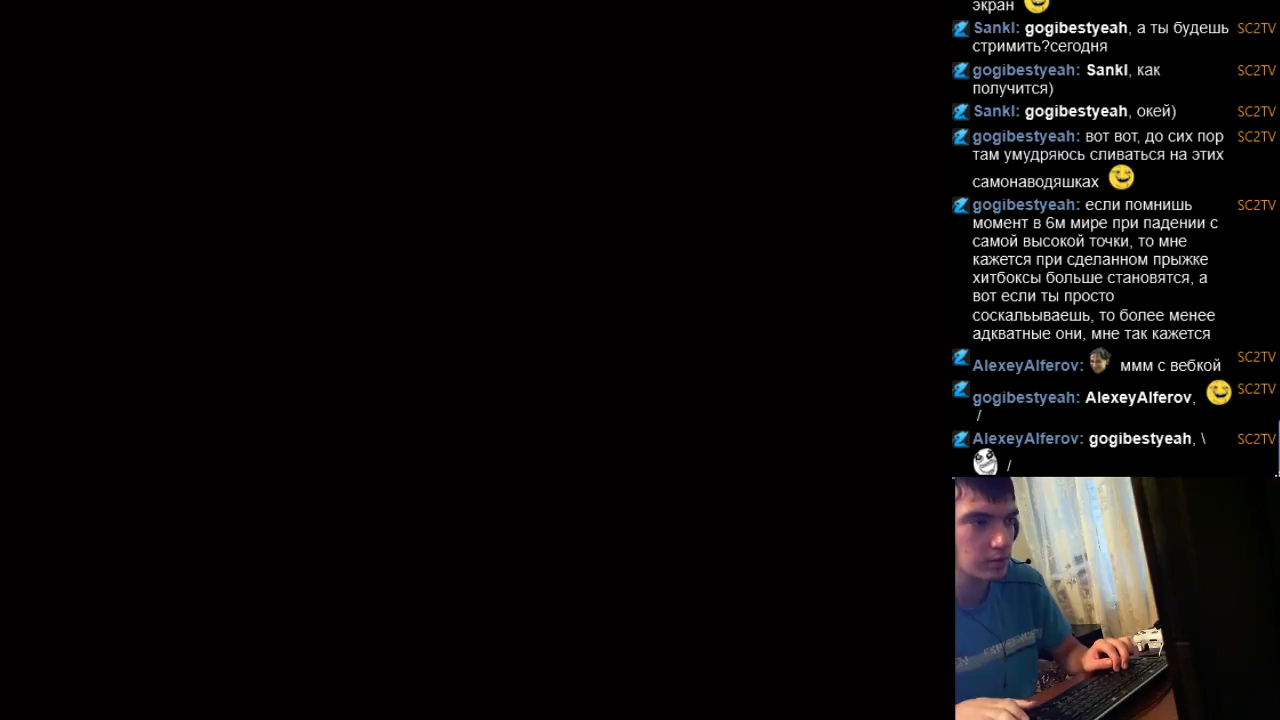 экран
SankI: gogibestyeah, а ты будешь SC2TV
стримить?сегодня
gogibestyeah: SankI, как SC2TV
получится)
SankI: gogibestyeah, окей) SC2TV
gogibestyeah: вот вот, до сих пор SC2TV
там умудряюсь сливаться на этих
самонаводяшках
gogibestyeah: если помнишь SC2TV
момент в 6м мире при падении с
самой высокой точки, то мне
кажется при сделанном прыжке
хитбоксы больше становятся, а
вот если ты просто
соскальываешь, то более менее
адкватные они, мне так кажется
AlexeyAlferov: ммм с вебкой SC2TV
gogibestyeah: AlexeyAlferov, SC2TV
/
AlexeyAlferov: gogibestyeah, \ SC2TV
/